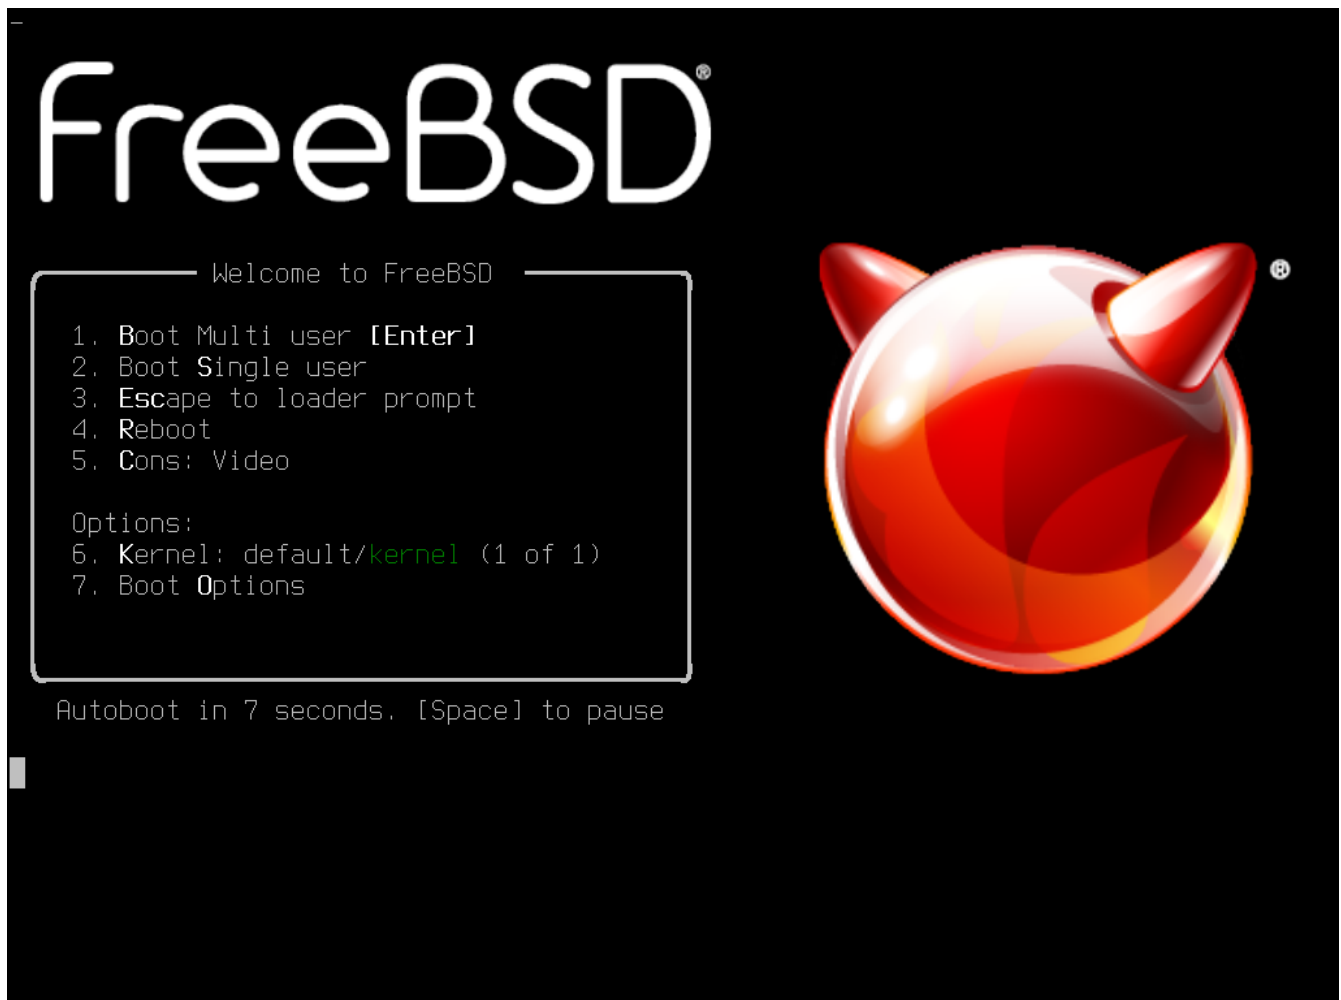 FreeBSD®
Welcome to FreeBSD
1. Boot Multi user [Enter]
2. Boot Single user
3. Escape to loader prompt
4. Reboot
5. Cons: Video
Options:
6. Kernel: default/kernel (1 of 1)
7. Boot Options
Autoboot in 7 seconds. [Space] to pause
®